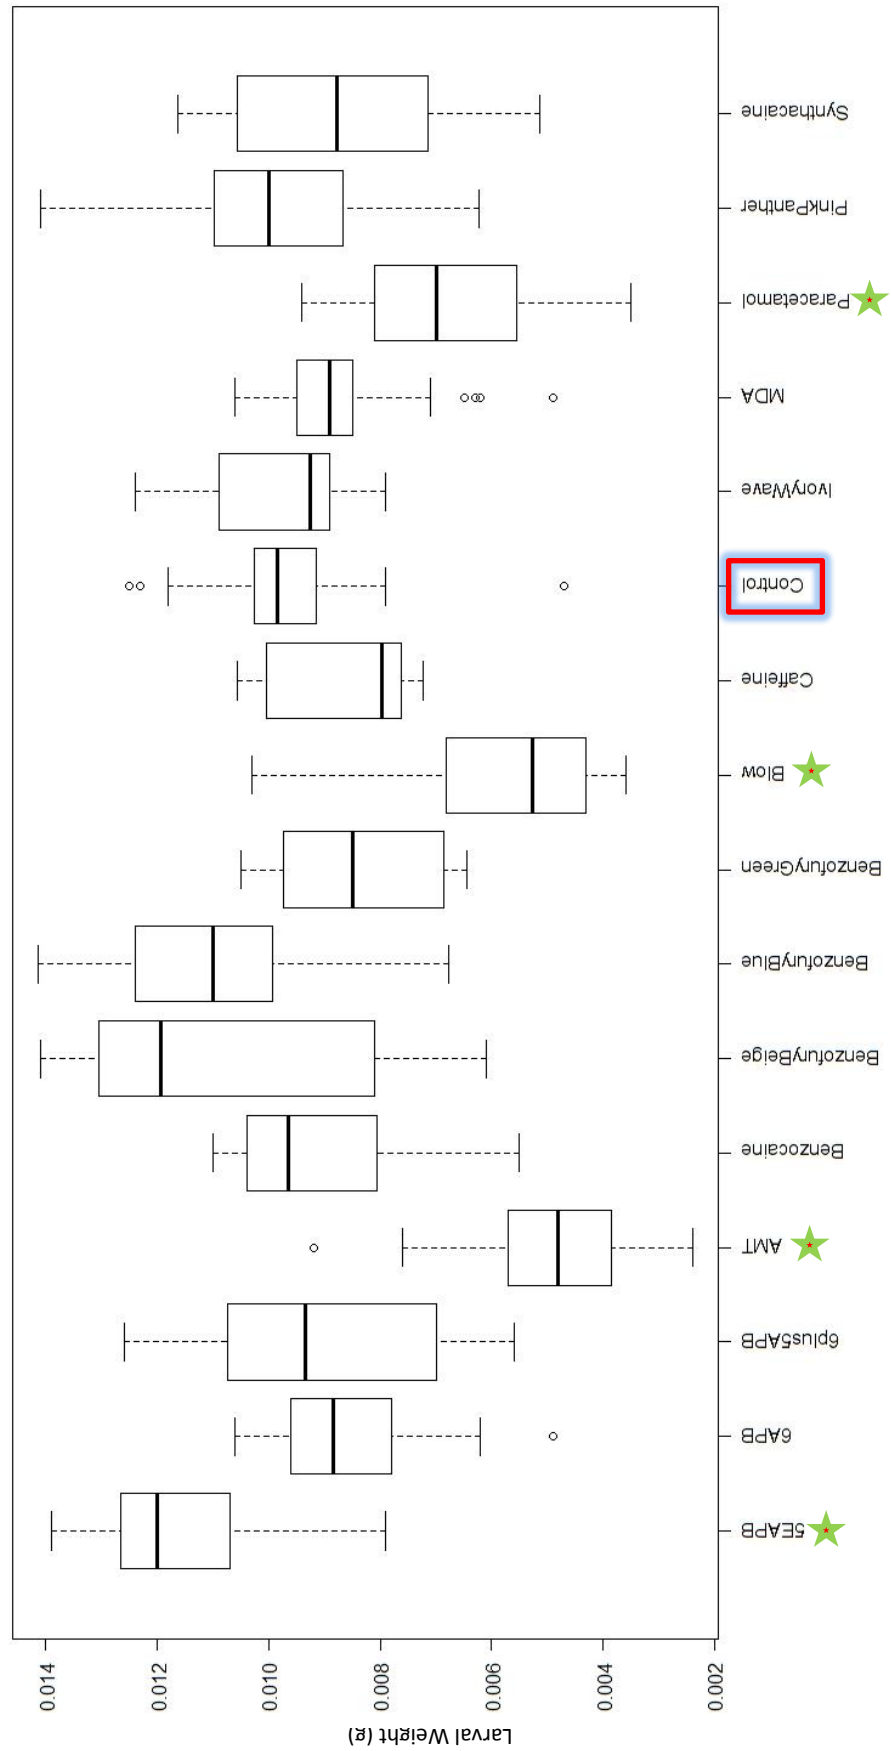 Larval Weight (g)
0.014
0.012
0.010
0.008
0.006
0.004
0.002
5EAPB
6APB
6plus5APB
AMT
Benzocaine
BenzofuryBeige
BenzofuryBlue
BenzofuryGreen
Blow
Caffeine
Control
IvoryWave
MDA
Paracetamol
PinkPanther
Synthacaine